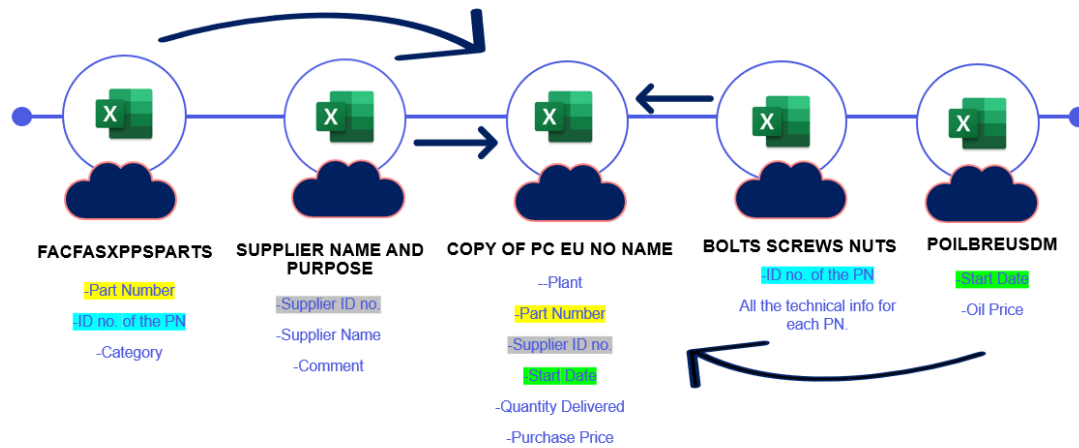 X
X
X
X
X
FACFASXPPSPARTS
-Part Number
-ID no. of the PN
-Category
SUPPLIER NAME AND
PURPOSE
-Supplier ID no.
-Supplier Name
-Comment
COPY OF PC EU NO NAME
--Plant
-Part Number
-Supplier ID no.
-Start Date
-Quantity Delivered
-Purchase Price
BOLTS SCREWS NUTS
-ID no. of the PN
All the technical info for
each PN.
POILBREUSDM
-Start Date
-Oil Price